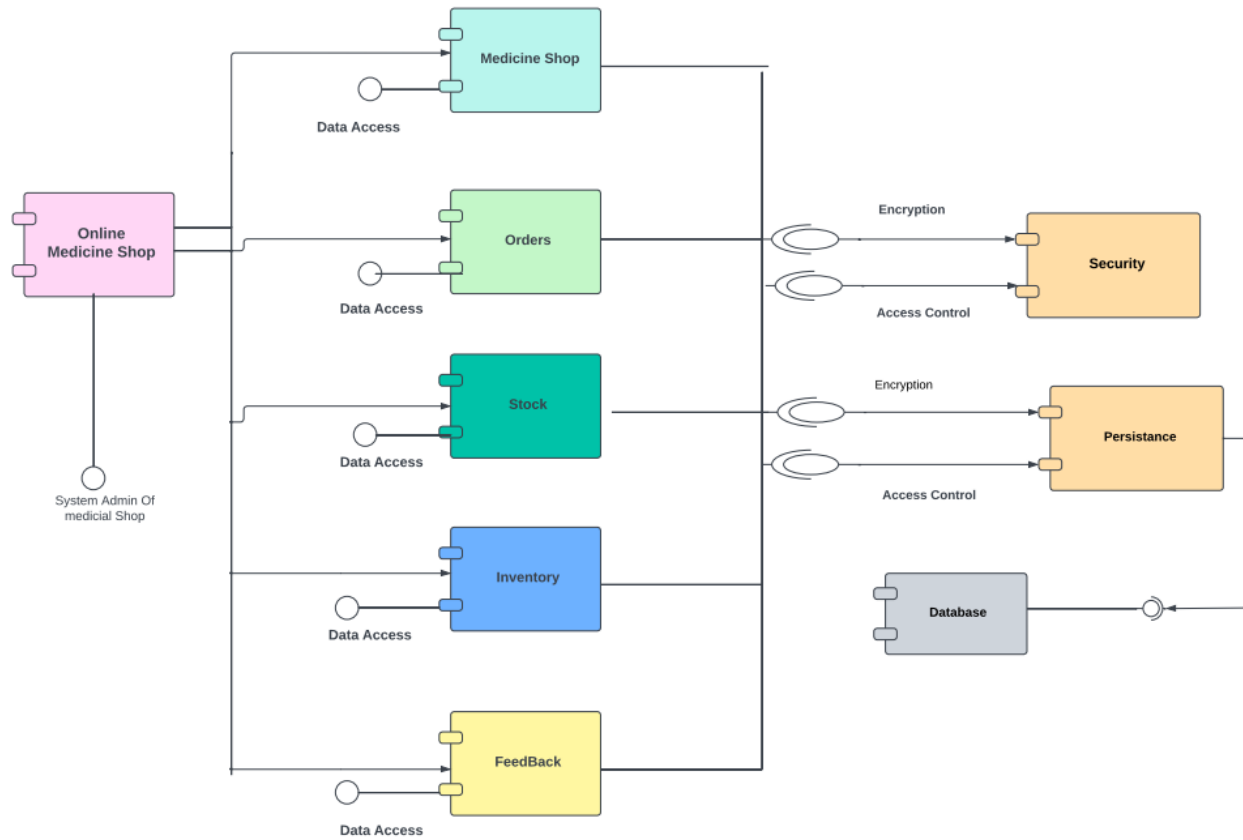 Medicine Shop
Data Access
Online
Medicine Shop
Orders
Data Access
Encryption
Security
Access Control
Stock
Data Access
Encryption
Persistance
Access Control
System Admin Of
medicial Shop
Inventory
Data Access
Database
FeedBack
Data Access